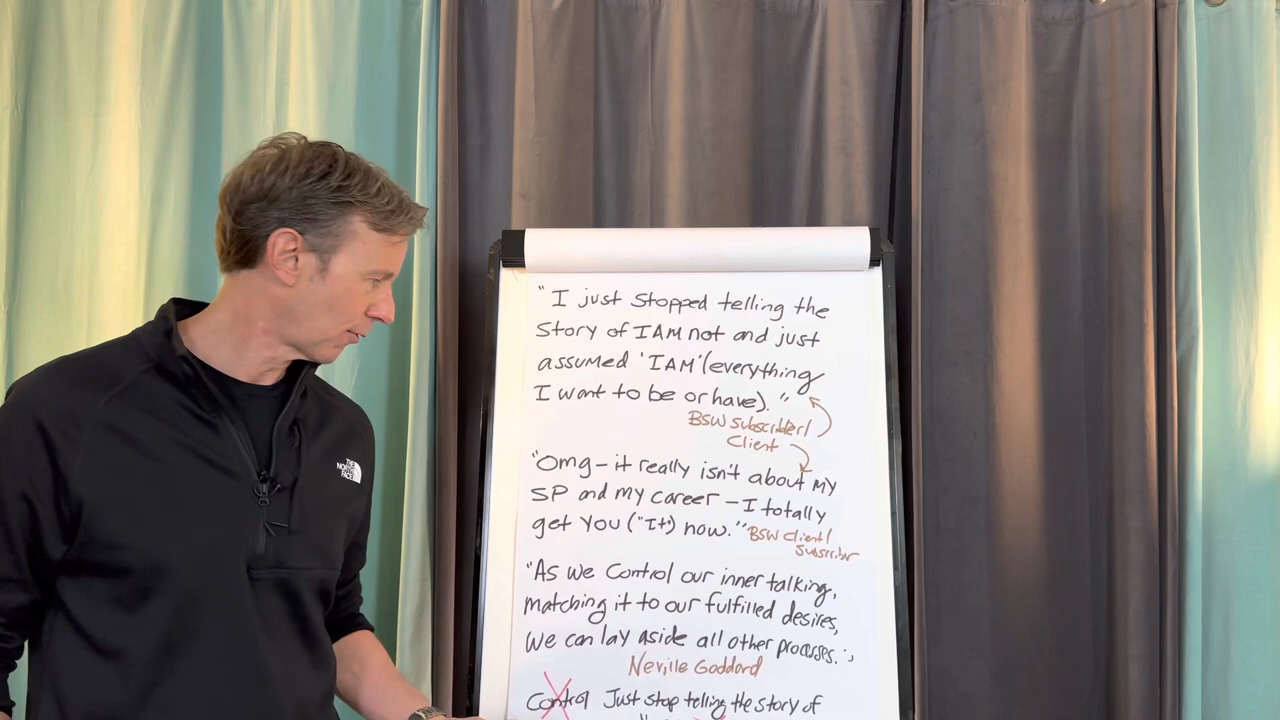 THE
NORTH
FACE
"I just stopped telling the
Story of I AM not and just
assumed 'I AM' (everything
I want to be or have)."
BSW subscriber/
Client
"Omg - it really isn't about my
SP and my career - I totally
get You ("It") now." BSW client/
Subscriber
"As we Control our inner talking,
matching it to our fulfilled desires,
we can lay aside all other processes."
Neville Goddard
Control Just stop telling the story of